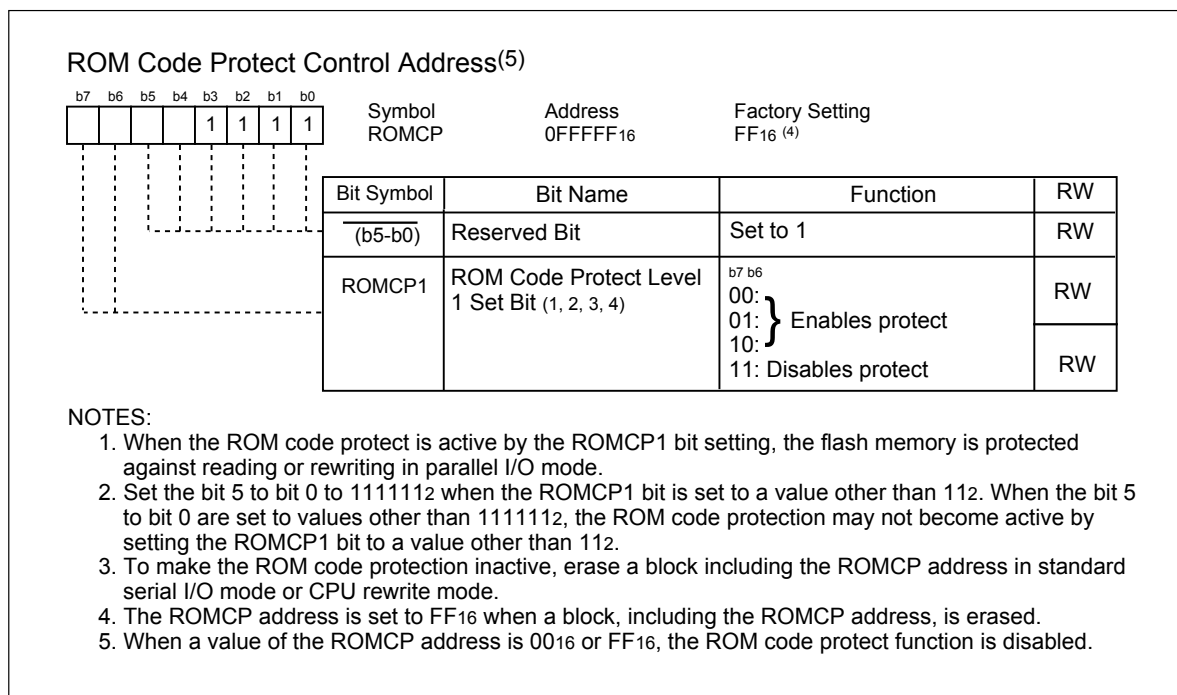 ROM Code Protect Control Address(5)
b7 b6 b5 b4 b3 b2 b1 b0
1 1 1 1
Symbol Address Factory Setting
ROMCP 0FFFFF16 FF16 (4)
Bit Symbol Bit Name Function RW
(b5-b0) Reserved Bit Set to 1 RW
ROMCP1 ROM Code Protect Level
1 Set Bit (1, 2, 3, 4)
b7 b6
00:
01: } Enables protect
10:
11: Disables protect
RW
RW
NOTES:
1. When the ROM code protect is active by the ROMCP1 bit setting, the flash memory is protected
against reading or rewriting in parallel I/O mode.
2. Set the bit 5 to bit 0 to 1111112 when the ROMCP1 bit is set to a value other than 112. When the bit 5
to bit 0 are set to values other than 1111112, the ROM code protection may not become active by
setting the ROMCP1 bit to a value other than 112.
3. To make the ROM code protection inactive, erase a block including the ROMCP address in standard
serial I/O mode or CPU rewrite mode.
4. The ROMCP address is set to FF16 when a block, including the ROMCP address, is erased.
5. When a value of the ROMCP address is 0016 or FF16, the ROM code protect function is disabled.